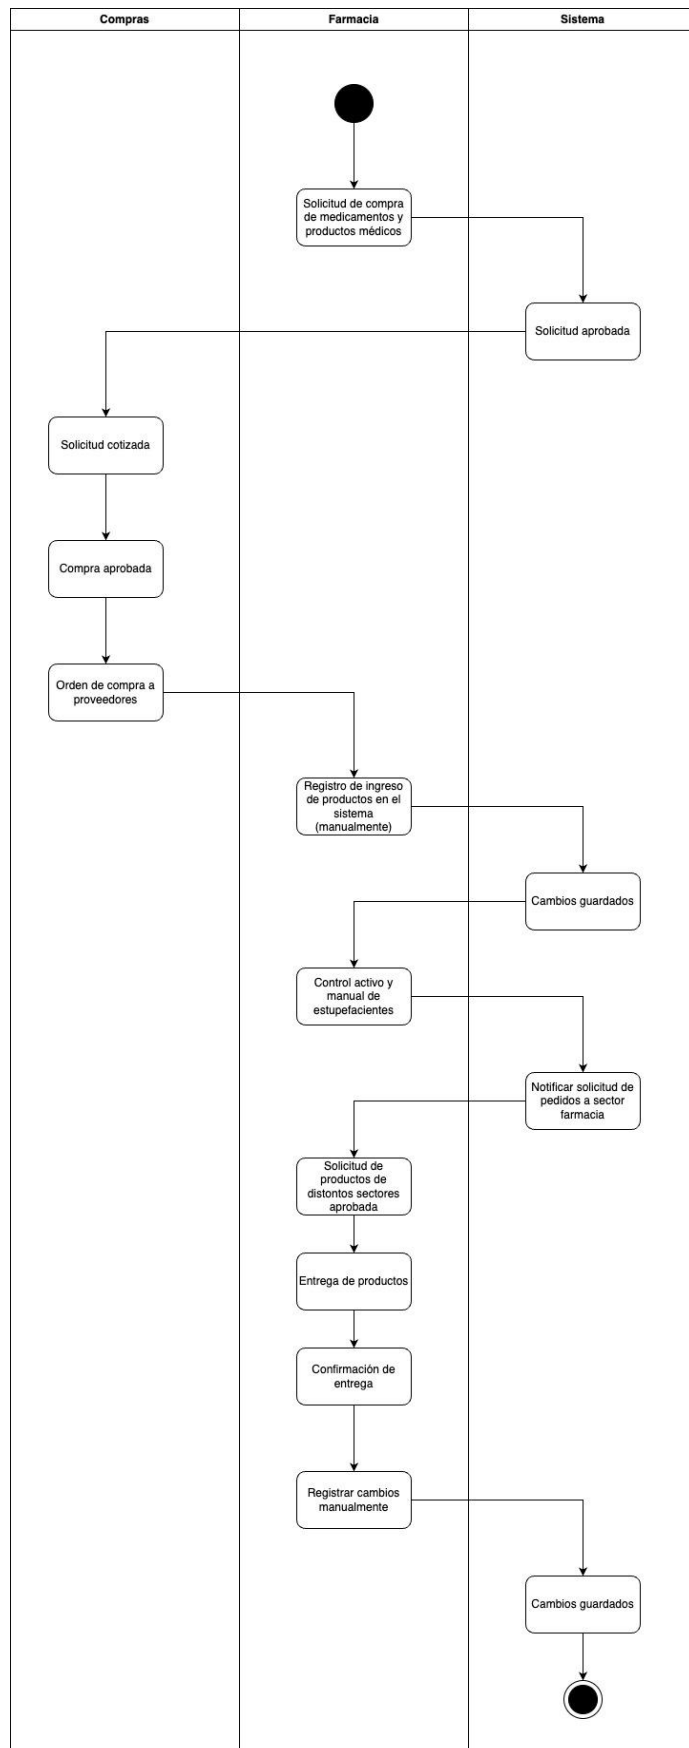 Compras
Farmacia
Sistema
Solicitud de compra
de medicamentos y
productos médicos
Solicitud aprobada
Solicitud cotizada
Compra aprobada
Orden de compra a
proveedores
Registro de ingreso
de productos en el
sistema
(manualmente)
Cambios guardados
Control activo y
manual de
estupefacientes
Notificar solicitud de
pedidos a sector
farmacia
Solicitud de
productos de
distontos sectores
aprobada
Entrega de productos
Confirmación de
entrega
Registrar cambios
manualmente
Cambios guardados